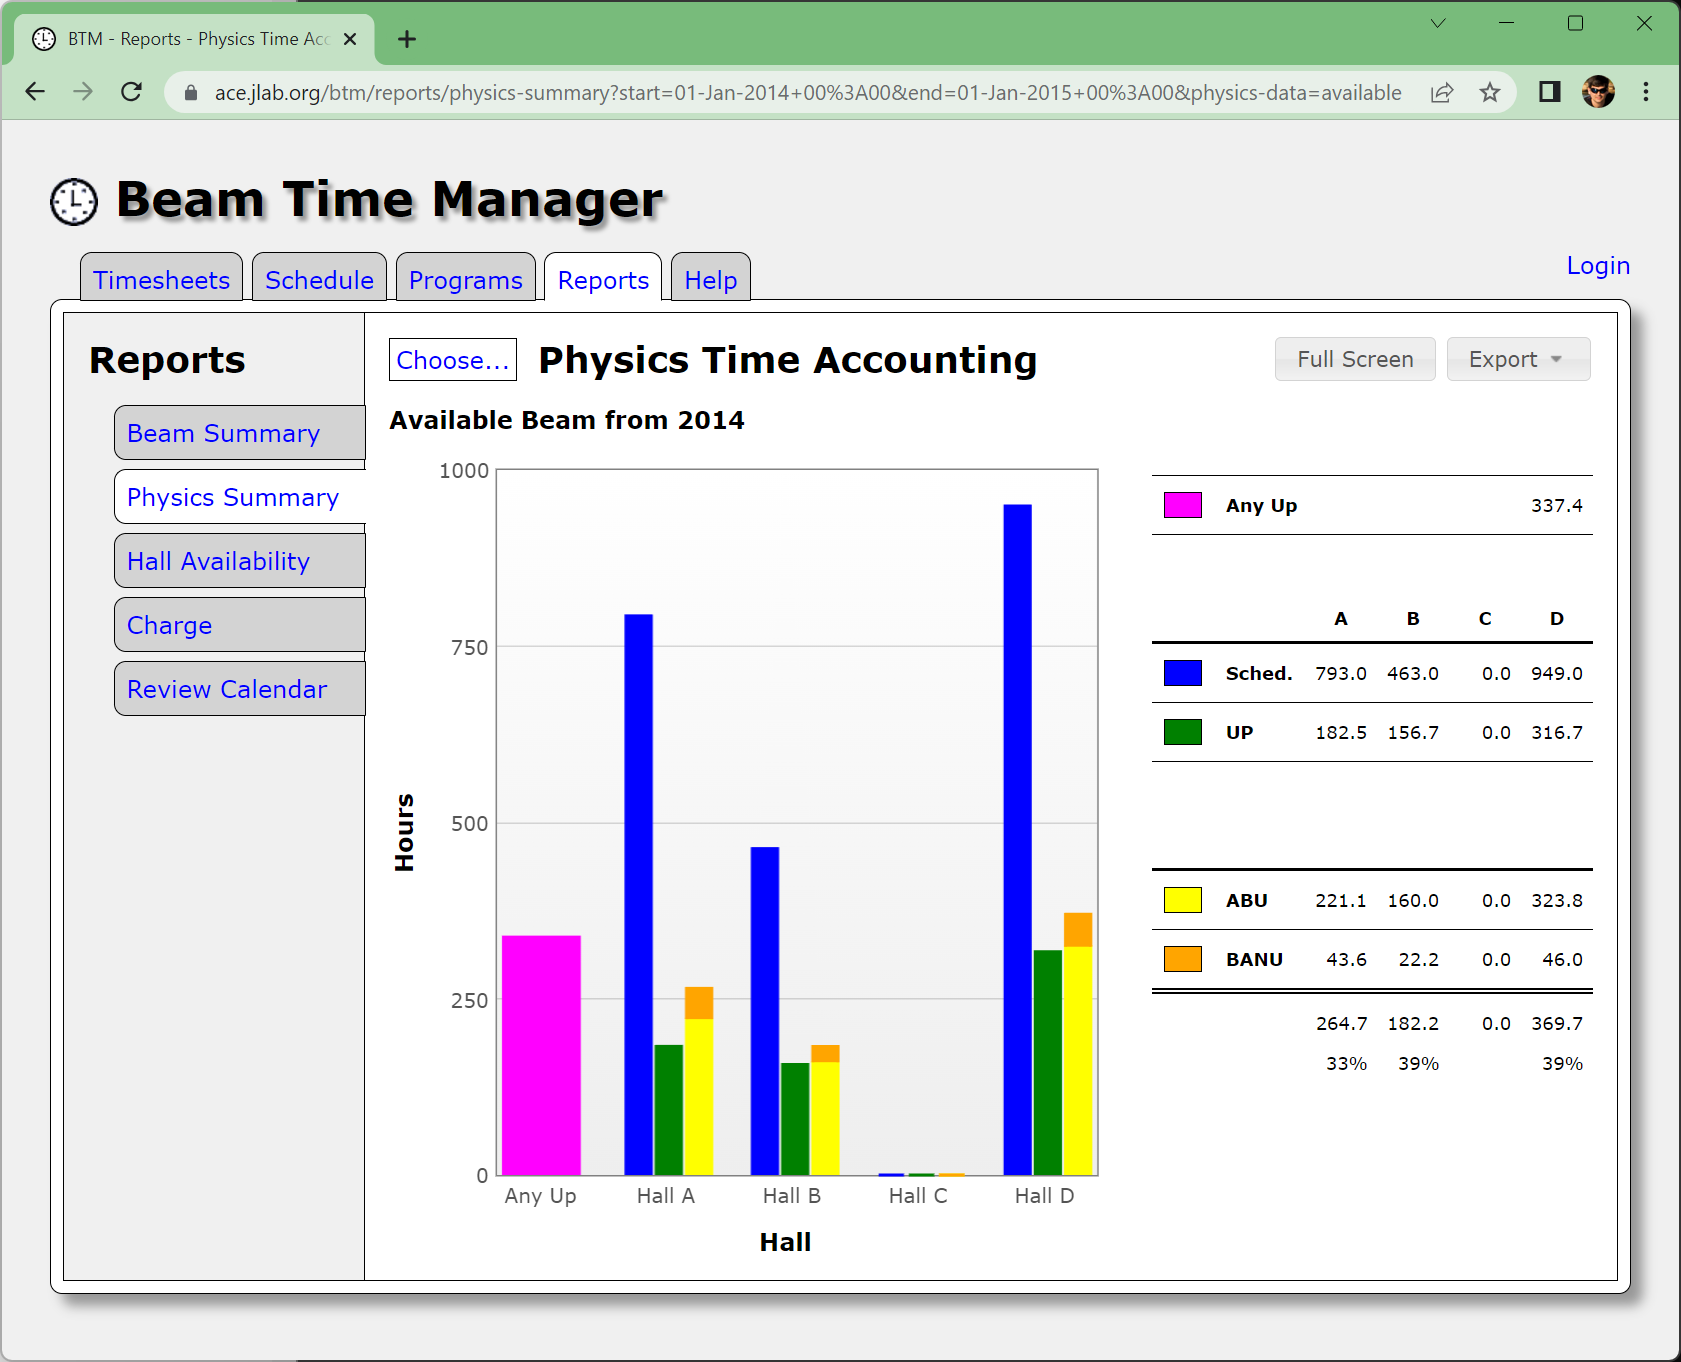 BTM - Reports - Physics Time Acc
ace.jlab.org/btm/reports/physics-summary?start=01-Jan-2014+00%3A00&end=01-Jan-2015+00%3A00&physics-data=available
Beam Time Manager
Timesheets Schedule Programs Reports Help
Login
Reports
Beam Summary
Physics Summary
Hall Availability
Charge
Review Calendar
Choose... Physics Time Accounting
Full Screen Export
Available Beam from 2014
1000
750
500
250
0
Hours
Any Up Hall A Hall B Hall C Hall D
Hall
Any Up 337.4
A B C D
Sched. 793.0 463.0 0.0 949.0
UP 182.5 156.7 0.0 316.7
ABU 221.1 160.0 0.0 323.8
BANU 43.6 22.2 0.0 46.0
264.7 182.2 0.0 369.7
33% 39% 39%